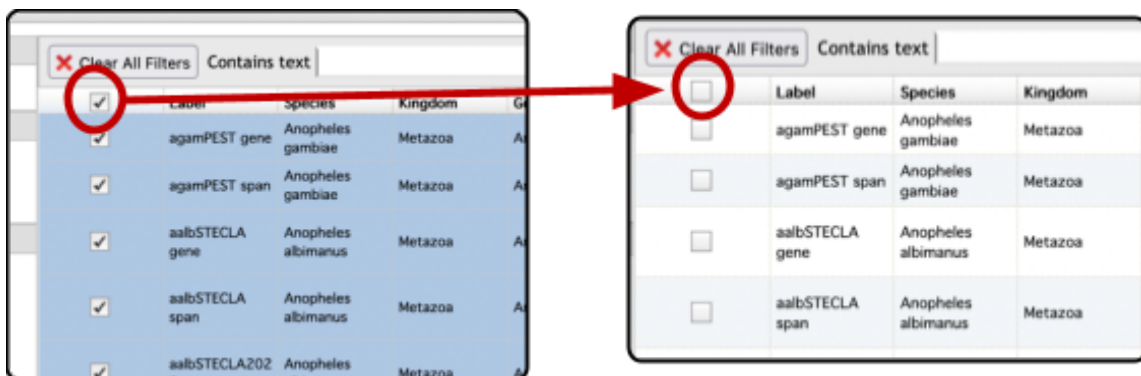 Clear All Filters Contains text
Label Species Kingdom
agamPEST gene Anopheles gambiae Metazoa
agamPEST span Anopheles gambiae Metazoa
aalbSTECLA gene Anopheles albimanus Metazoa
aalbSTECLA span Anopheles albimanus Metazoa
aalbSTECLA202 Anopheles Metazoa
Clear All Filters Contains text
Label Species Kingdom
agamPEST gene Anopheles gambiae Metazoa
agamPEST span Anopheles gambiae Metazoa
aalbSTECLA gene Anopheles albimanus Metazoa
aalbSTECLA span Anopheles albimanus Metazoa